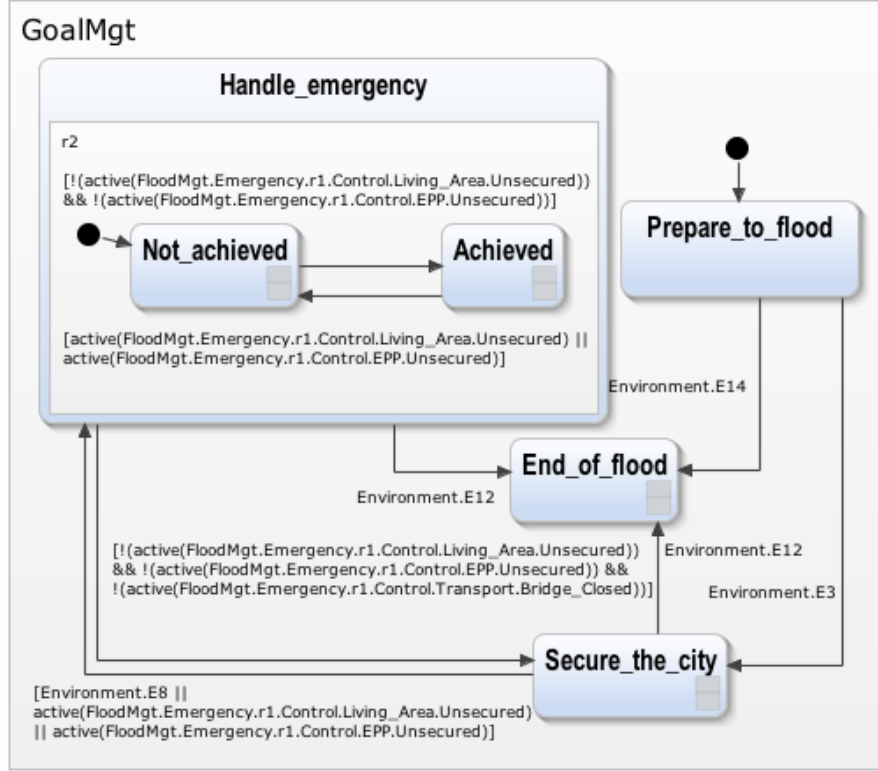 GoalMgt
Handle_emergency
r2
[!(active(FloodMgt.Emergency.r1.Control.Living_Area.Unsecured))
&& !(active(FloodMgt.Emergency.r1.Control.EPP.Unsecured))]
Not_achieved
Achieved
[active(FloodMgt.Emergency.r1.Control.Living_Area.Unsecured) ||
active(FloodMgt.Emergency.r1.Control.EPP.Unsecured)]
Prepare_to_flood
Environment.E14
End_of_flood
Environment.E12
[!(active(FloodMgt.Emergency.r1.Control.Living_Area.Unsecured))
&& !(active(FloodMgt.Emergency.r1.Control.EPP.Unsecured)) &&
!(active(FloodMgt.Emergency.r1.Control.Transport.Bridge_Closed))]
Environment.E12
Environment.E3
Secure_the_city
[Environment.E8 ||
active(FloodMgt.Emergency.r1.Control.Living_Area.Unsecured)
|| active(FloodMgt.Emergency.r1.Control.EPP.Unsecured)]